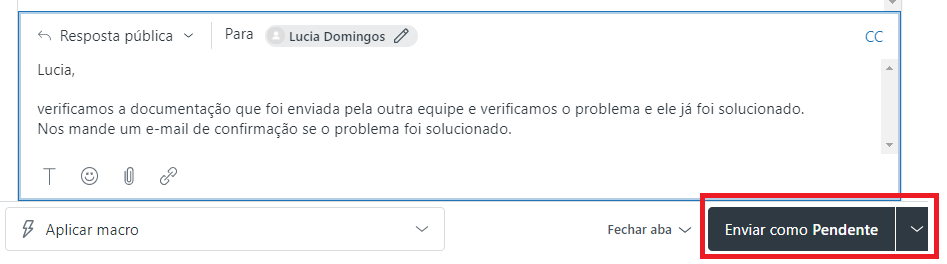 Resposta pública Para Lucia Domingos CC
Lucia,
verificamos a documentação que foi enviada pela outra equipe e verificamos o problema e ele já foi solucionado.
Nos mande um e-mail de confirmação se o problema foi solucionado.
Aplicar macro Fechar aba Enviar como Pendente